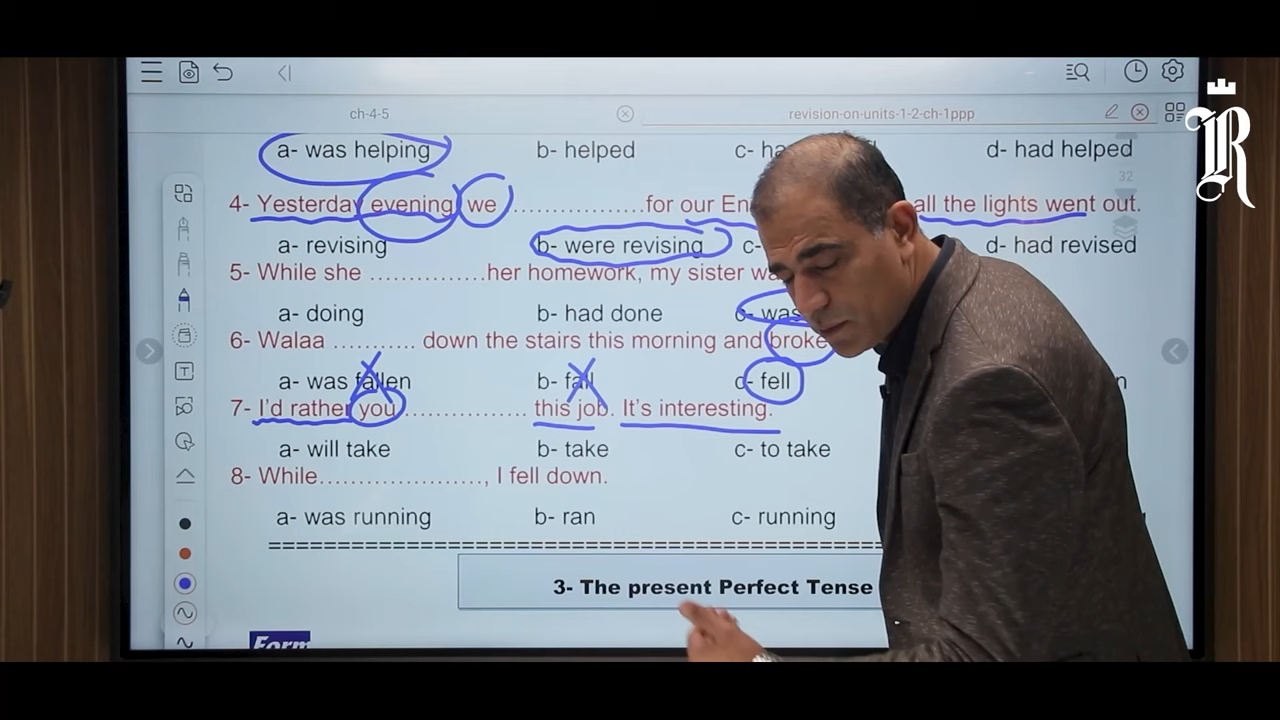 ch-4-5
revision-on-units-1-2-ch-1ppp
R
a- was helping b- helped d- had helped
32
4- Yesterday evening we ………………for our all the lights went out.
a- revising b- were revising c- d- had revised
5- While she ……………her homework, my sister
a- doing b- had done c- was
6- Walaa ……….. down the stairs this morning and broke
a- was fallen b- fall c- fell
7- I'd rather you ……………. this job. It's interesting.
a- will take b- take c- to take
8- While…………………, I fell down.
a- was running b- ran c- running
3- The present Perfect Tense
Form